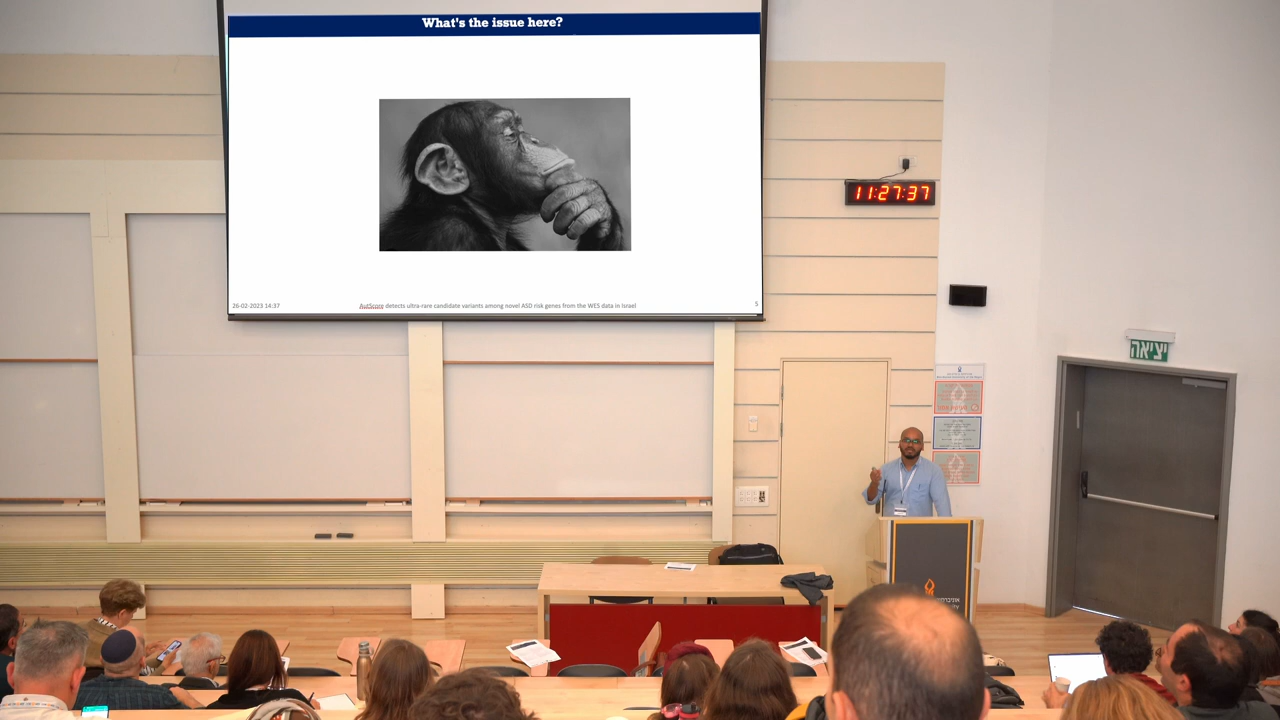 What's the issue here?
11:27:37
26-02-2023 14:37
AutScore detects ultra-rare candidate variants among novel ASD risk genes from the WES data in Israel
5
יציאה